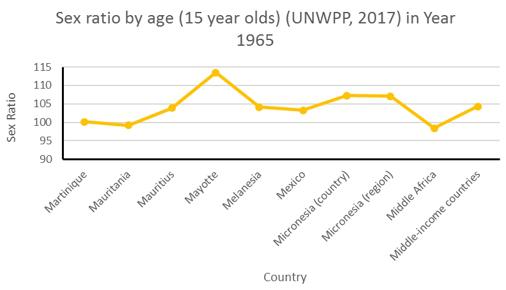 Sex ratio by age (15 year olds) (UNWPP, 2017) in Year
1965
Sex Ratio
115
110
105
100
95
90
Martinique
Mauritania
Mauritius
Mayotte
Melanesia
Mexico
Micronesia (country)
Micronesia (region)
Middle Africa
Middle-income countries
Country